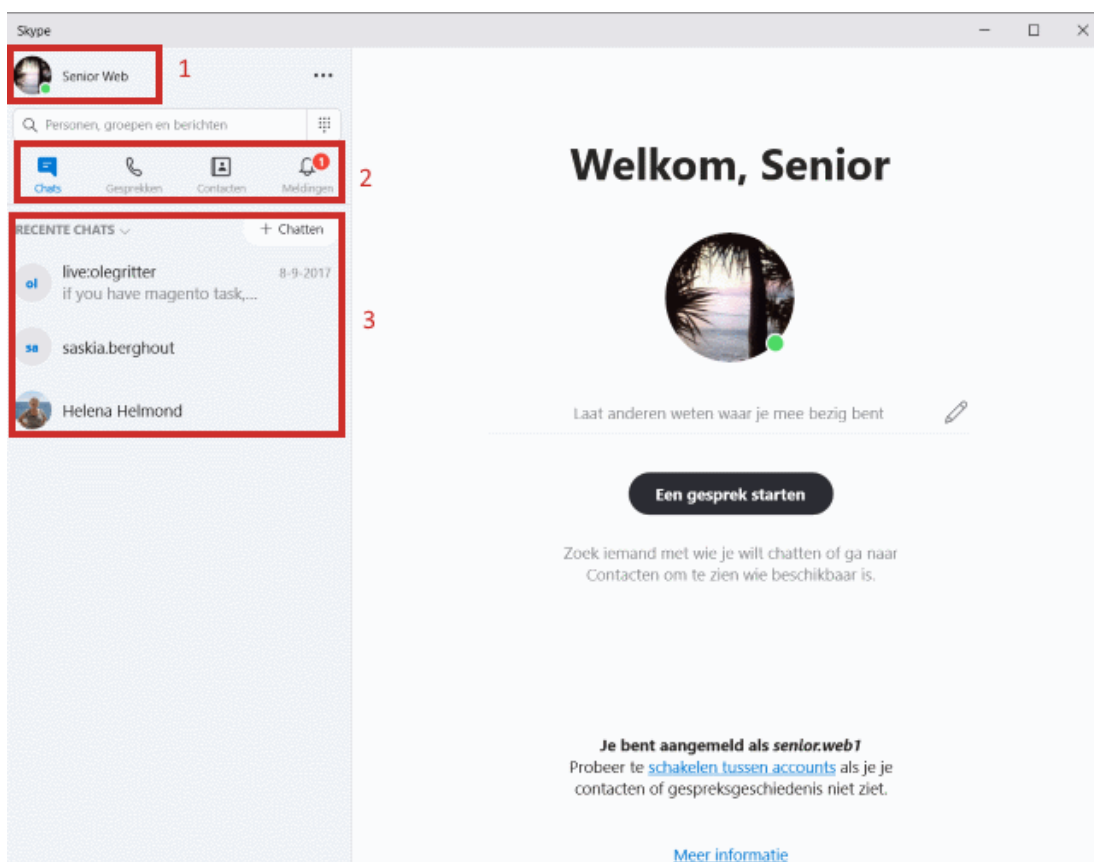 Skype
Senior Web
1
Personen, groepen en berichten
Chats
Gesprekken
Contacten
Meldingen
1
2
RECENTE CHATS
+ Chatten
ol
live:olegritter
8-9-2017
if you have magento task,...
3
sa
saskia.berghout
Helena Helmond
Welkom, Senior
Laat anderen weten waar je mee bezig bent
Een gesprek starten
Zoek iemand met wie je wilt chatten of ga naar
Contacten om te zien wie beschikbaar is.
Je bent aangemeld als senior.web1
Probeer te schakelen tussen accounts als je je
contacten of gespreksgeschiedenis niet ziet.
Meer informatie